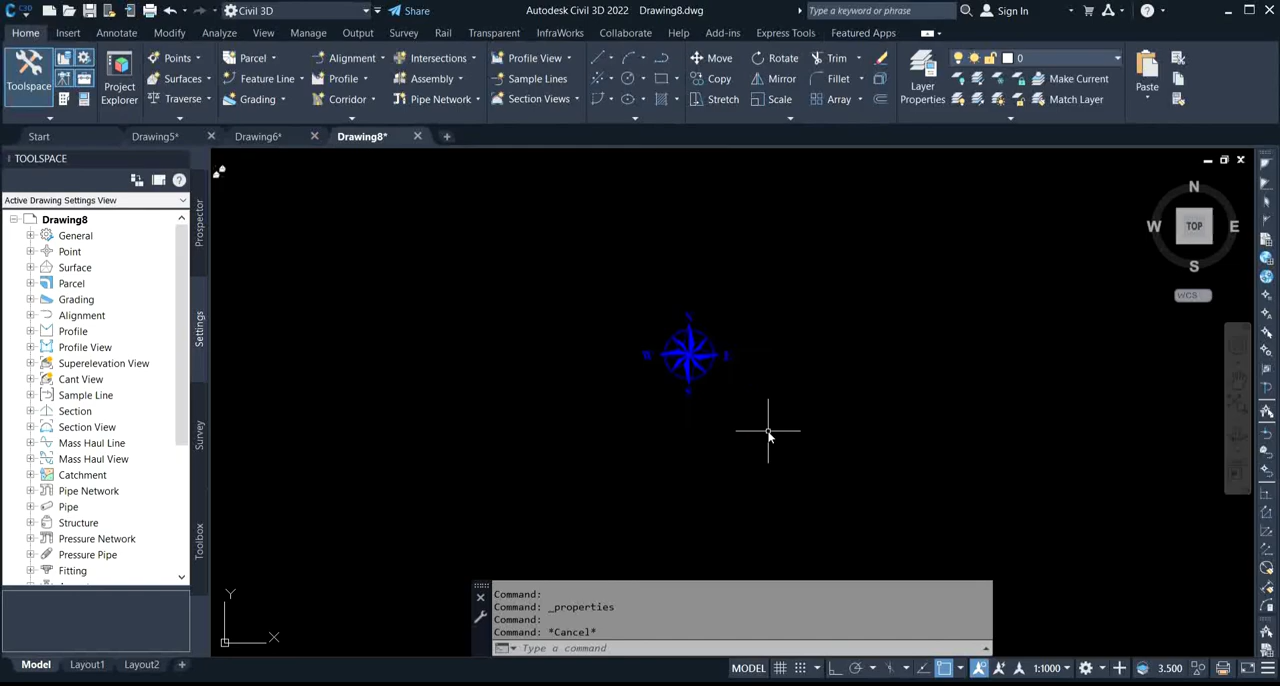 C3D Civil 3D Share Autodesk Civil 3D 2022 Drawing8.dwg Type a keyword or phrase Sign In
Home Insert Annotate Modify Analyze View Manage Output Survey Rail Transparent InfraWorks Collaborate Help Add-ins Express Tools Featured Apps
Points Parcel Alignment Intersections Profile View Move Rotate Trim 0
Toolspace Project Explorer Surfaces Feature Line Profile Assembly Sample Lines Copy Mirror Fillet Layer Properties Make Current Paste
Traverse Grading Corridor Pipe Network Section Views Stretch Scale Array Match Layer
Start Drawing5* Drawing6* Drawing8*
TOOLSPACE
Active Drawing Settings View
Drawing8
General
Point
Surface
Parcel
Grading
Alignment
Profile
Profile View
Superelevation View
Cant View
Sample Line
Section
Section View
Mass Haul Line
Mass Haul View
Catchment
Pipe Network
Pipe
Structure
Pressure Network
Pressure Pipe
Fitting
Prospector
Settings
Survey
Toolbox
N
W TOP E
S
WCS
N
W E
S
Y
X
Command:
Command: _properties
Command:
Command: *Cancel*
Type a command
Model Layout1 Layout2 MODEL 1:1000 3.500